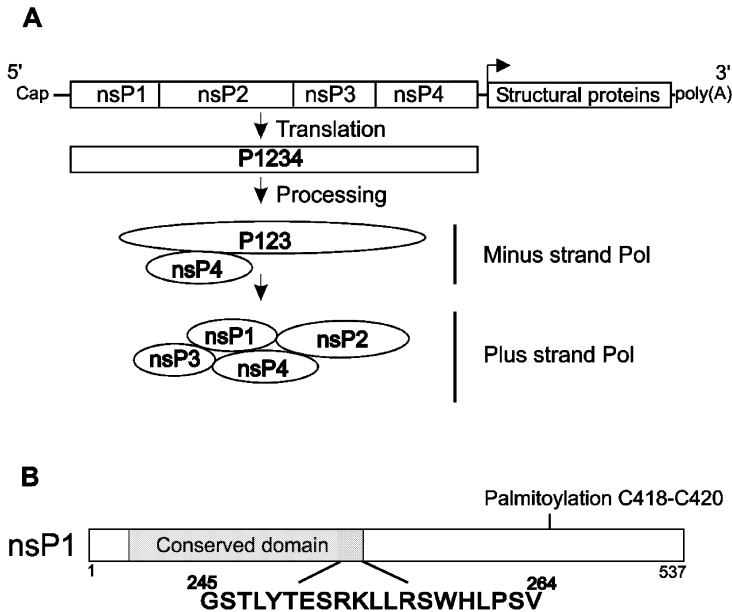 A
5' 3'
Cap nsP1 nsP2 nsP3 nsP4 Structural proteins poly(A)
Translation
P1234
Processing
P123
nsP4
Minus strand Pol
nsP1 nsP2
nsP3 nsP4
Plus strand Pol
B
Palmitoylation C418-C420
nsP1 Conserved domain
1 537
245 264
GSTLYTESRKLLRSWHLPSV